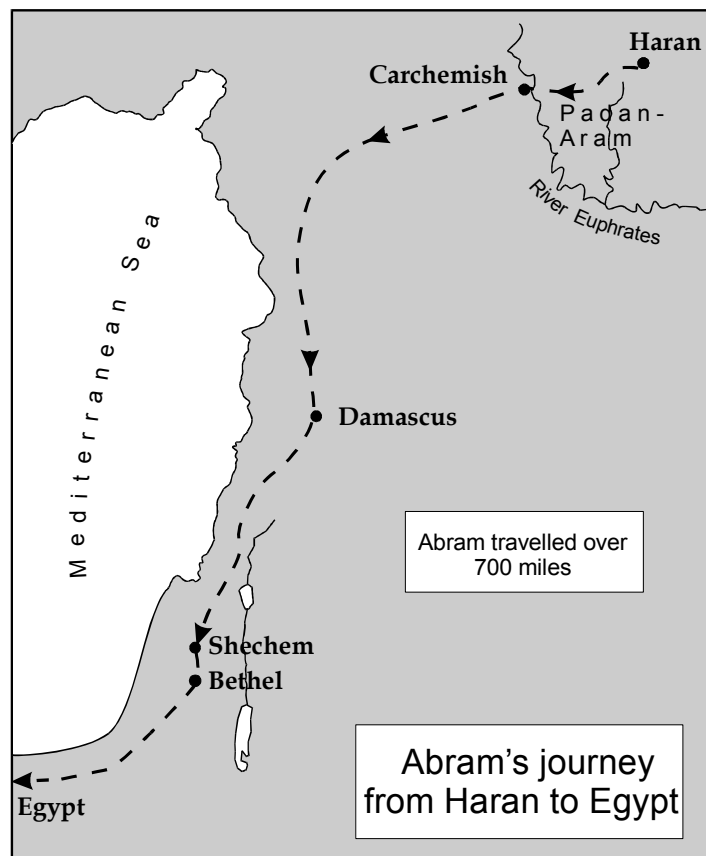 Haran
Carchemish
Padan-
Aram
River Euphrates
Mediterranean Sea
Damascus
Abram travelled over
700 miles
Shechem
Bethel
Egypt
Abram’s journey
from Haran to Egypt